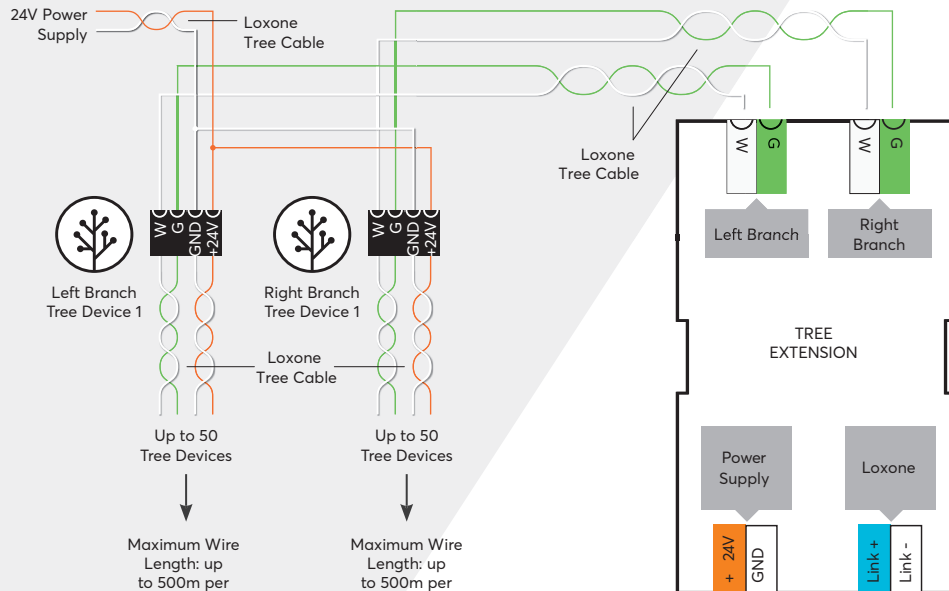 24V Power
Supply
Loxone
Tree Cable
Loxone
Tree Cable
W
G
W
G
Left Branch
Right
Branch
W
G
GND
+24V
W
G
GND
+24V
Left Branch
Tree Device 1
Right Branch
Tree Device 1
TREE
EXTENSION
Loxone
Tree Cable
Up to 50
Tree Devices
Up to 50
Tree Devices
Power
Supply
Loxone
Maximum Wire
Length: up
to 500m per
Maximum Wire
Length: up
to 500m per
+ 24V
GND
Link +
Link -